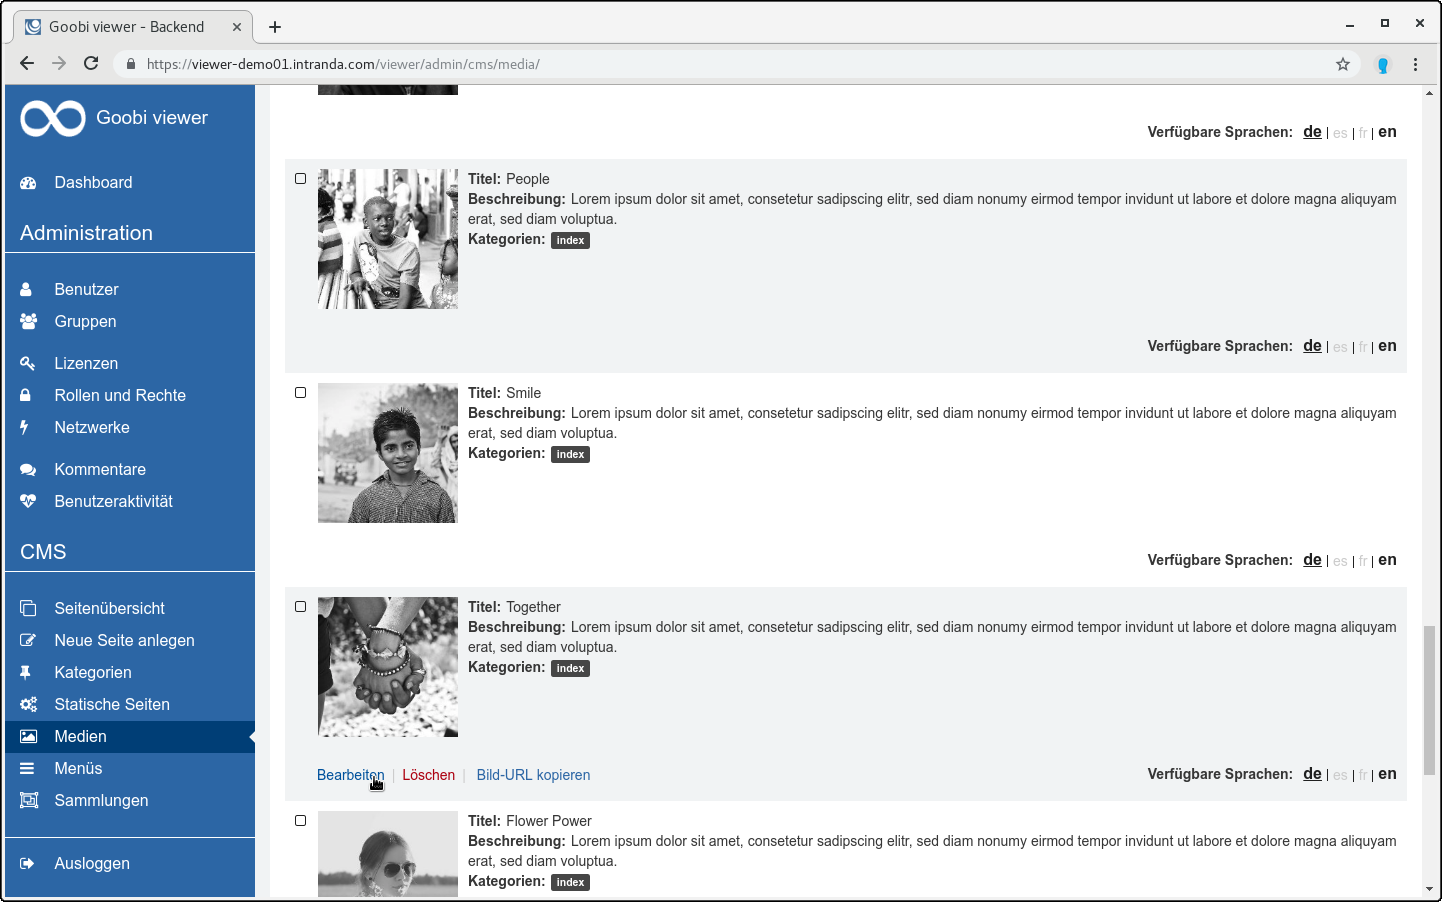 Goobi viewer - Backend
https://viewer-demo01.intranda.com/viewer/admin/cms/media/
Goobi viewer
Dashboard
Administration
Benutzer
Gruppen
Lizenzen
Rollen und Rechte
Netzwerke
Kommentare
Benutzeraktivität
CMS
Seitenübersicht
Neue Seite anlegen
Kategorien
Statische Seiten
Medien
Menüs
Sammlungen
Ausloggen
Verfügbare Sprachen: de | es | fr | en
Titel: People
Beschreibung: Lorem ipsum dolor sit amet, consetetur sadipscing elitr, sed diam nonumy eirmod tempor invidunt ut labore et dolore magna aliquyam
erat, sed diam voluptua.
Kategorien: index
Verfügbare Sprachen: de | es | fr | en
Titel: Smile
Beschreibung: Lorem ipsum dolor sit amet, consetetur sadipscing elitr, sed diam nonumy eirmod tempor invidunt ut labore et dolore magna aliquyam
erat, sed diam voluptua.
Kategorien: index
Verfügbare Sprachen: de | es | fr | en
Titel: Together
Beschreibung: Lorem ipsum dolor sit amet, consetetur sadipscing elitr, sed diam nonumy eirmod tempor invidunt ut labore et dolore magna aliquyam
erat, sed diam voluptua.
Kategorien: index
Bearbeiten | Löschen | Bild-URL kopieren Verfügbare Sprachen: de | es | fr | en
Titel: Flower Power
Beschreibung: Lorem ipsum dolor sit amet, consetetur sadipscing elitr, sed diam nonumy eirmod tempor invidunt ut labore et dolore magna aliquyam
erat, sed diam voluptua.
Kategorien: index